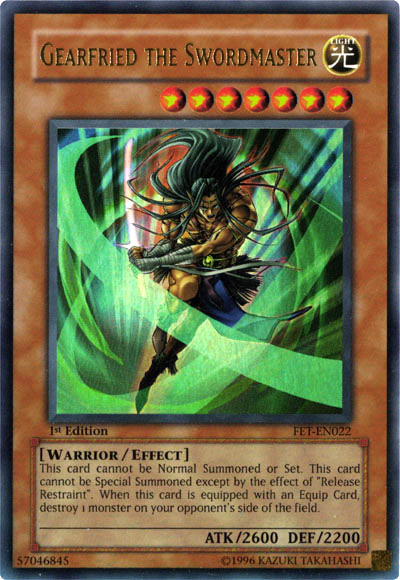 GEARFRIED THE SWORDMASTER
LIGHT
光
1st Edition
FET-EN022
[WARRIOR / EFFECT]
This card cannot be Normal Summoned or Set. This card
cannot be Special Summoned except by the effect of "Release
Restraint". When this card is equipped with an Equip Card,
destroy 1 monster on your opponent's side of the field.
ATK/2600 DEF/2200
57046845
©1996 KAZUKI TAKAHASHI